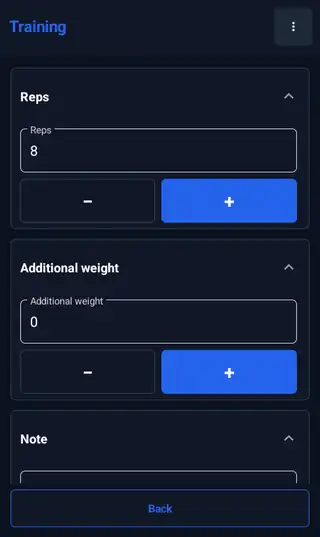 Training
Reps
Reps
8
−
+
Additional weight
Additional weight
0
−
+
Note
Back